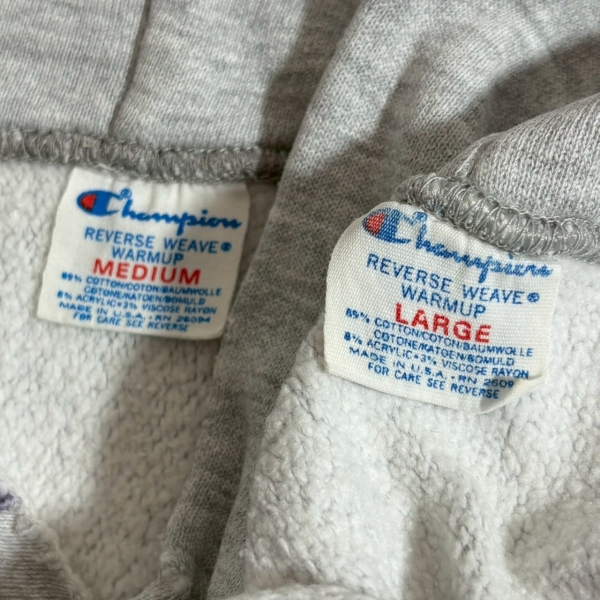 Champion
REVERSE WEAVE®
WARMUP
MEDIUM
89% COTTON/COTON/BAUMWOLLE
COTONE/KATOEN/BOMULD
8% ACRYLIC•3% VISCOSE RAYON
MADE IN U.S.A.•RN 26094
FOR CARE SEE REVERSE
Champion
REVERSE WEAVE®
WARMUP
LARGE
89% COTTON/COTON/BAUMWOLLE
COTONE/KATOEN/BOMULD
8% ACRYLIC•3% VISCOSE RAYON
MADE IN U.S.A.•RN 2609
FOR CARE SEE REVERSE